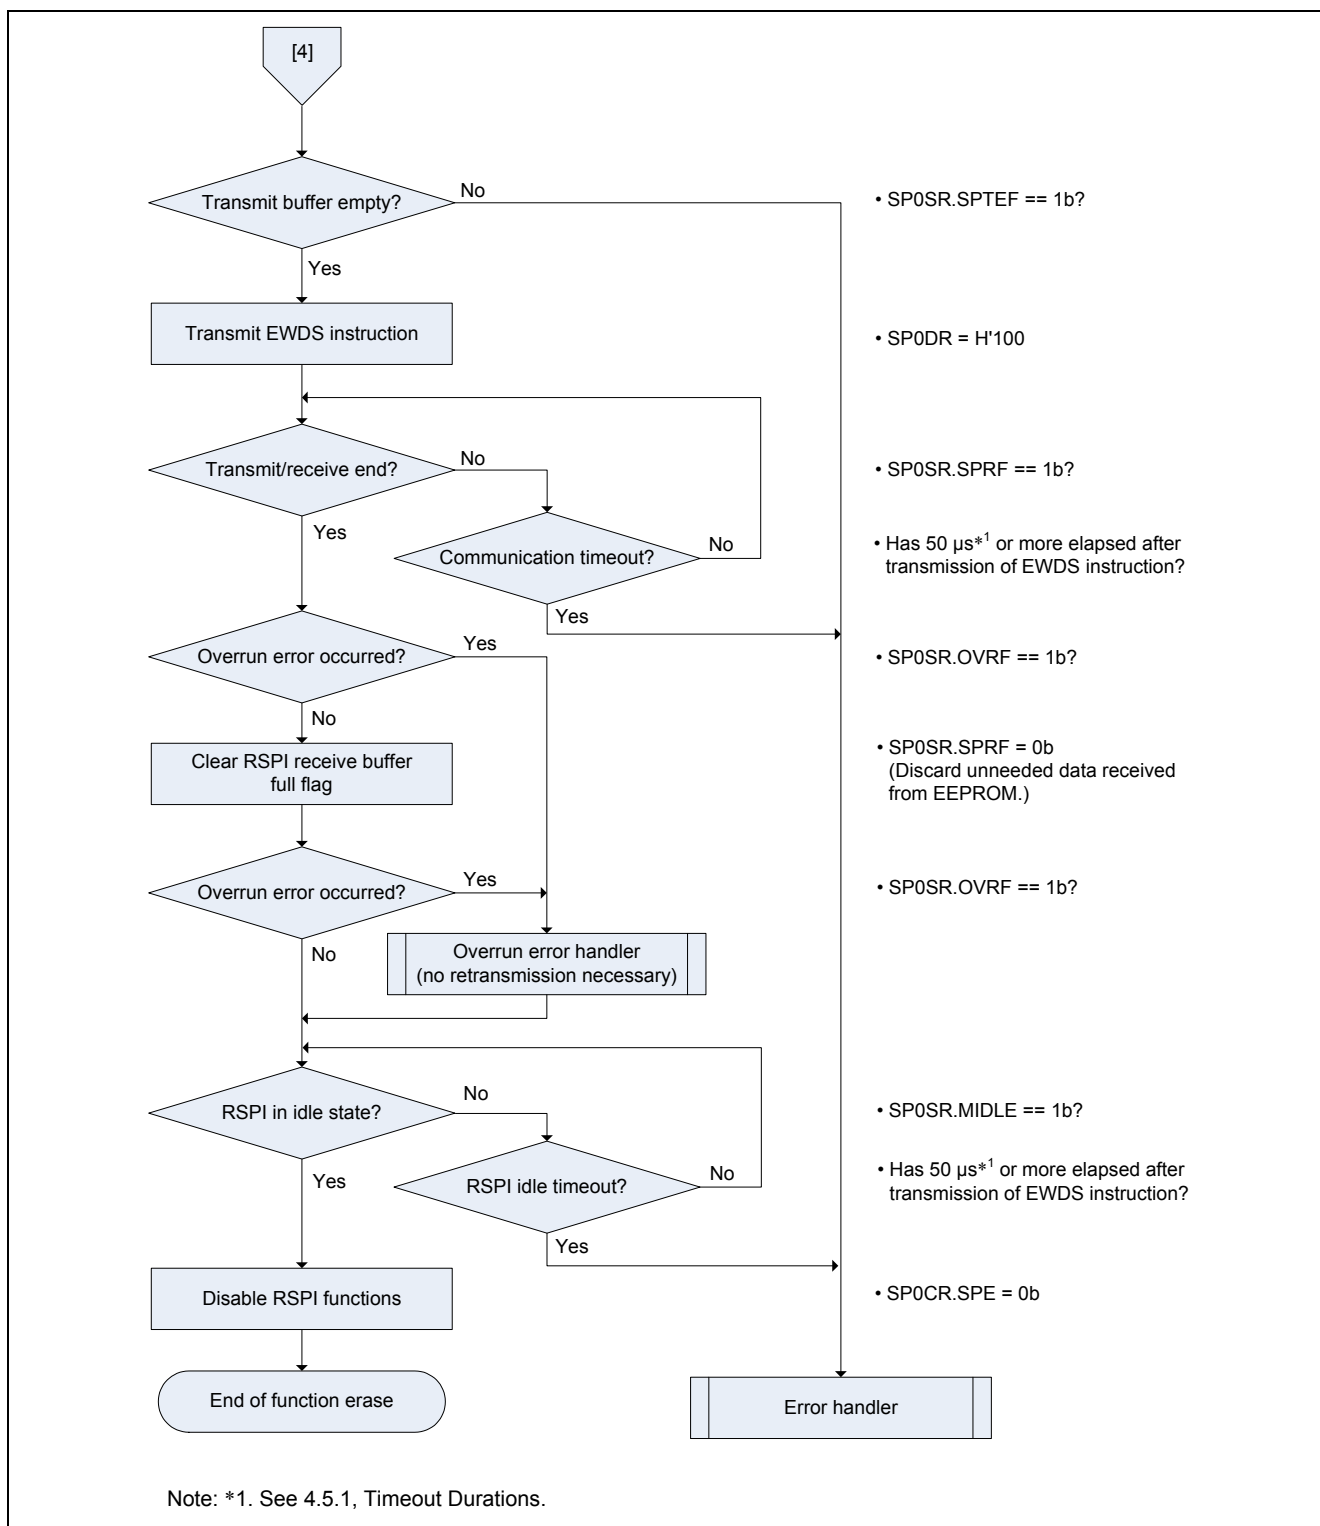 [4]
Transmit buffer empty?
No
• SP0SR.SPTEF == 1b?
Yes
Transmit EWDS instruction
• SP0DR = H'100
Transmit/receive end?
No
• SP0SR.SPRF == 1b?
Yes
Communication timeout?
No
• Has 50 µs*1 or more elapsed after
transmission of EWDS instruction?
Yes
Overrun error occurred?
Yes
• SP0SR.OVRF == 1b?
No
Clear RSPI receive buffer
full flag
• SP0SR.SPRF = 0b
(Discard unneeded data received
from EEPROM.)
Overrun error occurred?
Yes
• SP0SR.OVRF == 1b?
No
Overrun error handler
(no retransmission necessary)
RSPI in idle state?
No
• SP0SR.MIDLE == 1b?
Yes
RSPI idle timeout?
No
• Has 50 µs*1 or more elapsed after
transmission of EWDS instruction?
Yes
Disable RSPI functions
• SP0CR.SPE = 0b
End of function erase
Error handler
Note: *1. See 4.5.1, Timeout Durations.